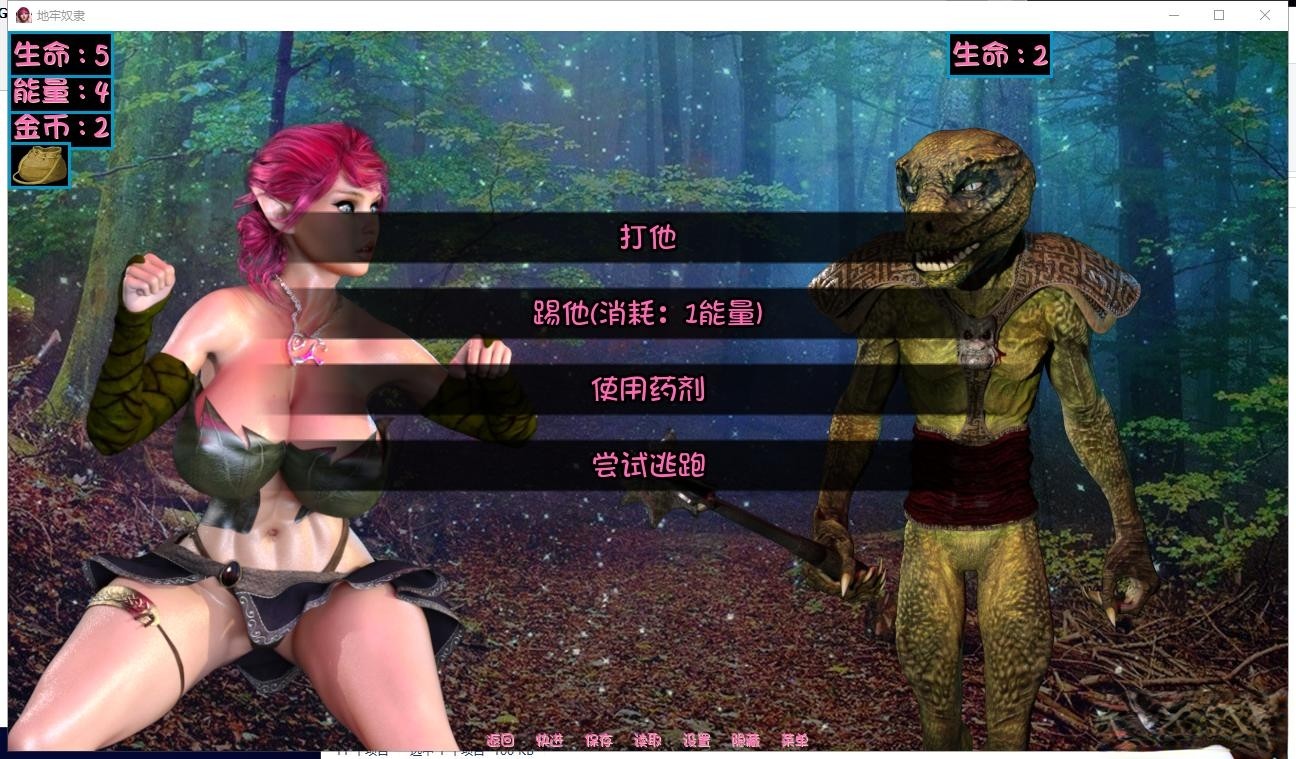 地牢奴隶
生命：5
生命：2
能量：4
金币：2
打他
踢他(消耗：1能量)
使用药剂
尝试逃跑
返回 快进 保存 读取 设置 隐藏 菜单